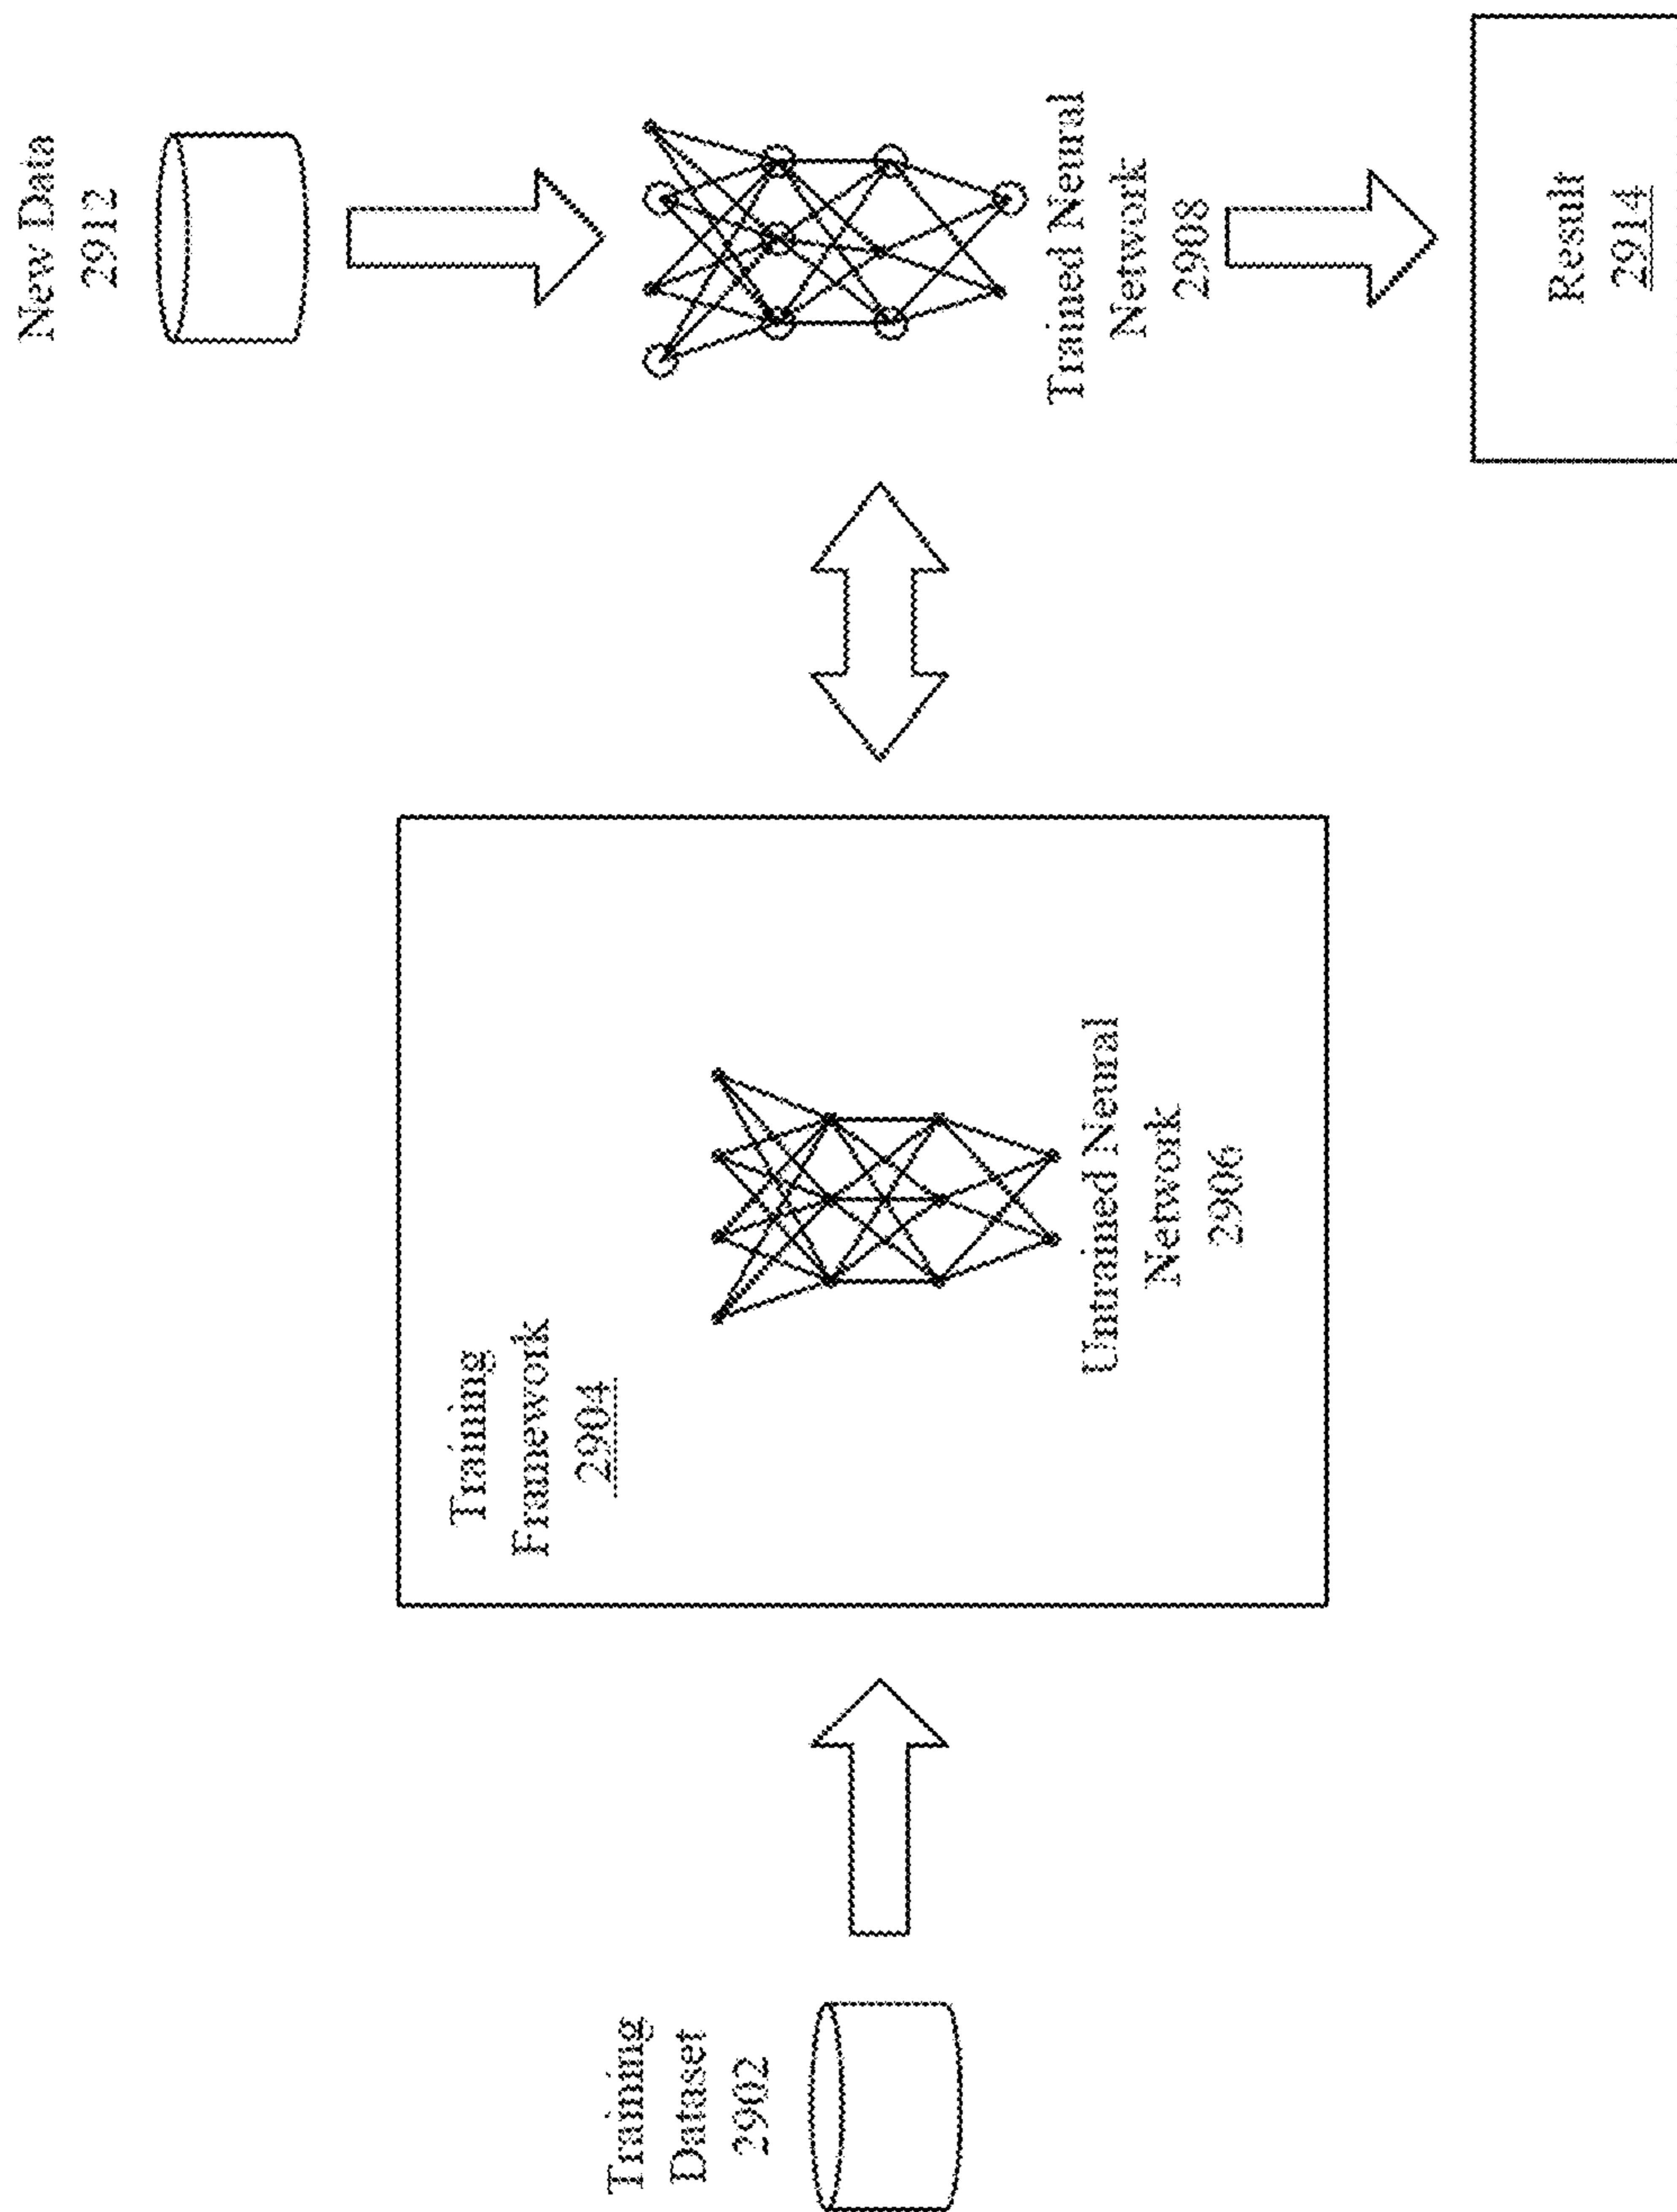 Training
Dataset
2902
Training
Framework
2904
Untrained Neural
Network
2906
New Data
2912
Trained Neural
Network
2908
Result
2914